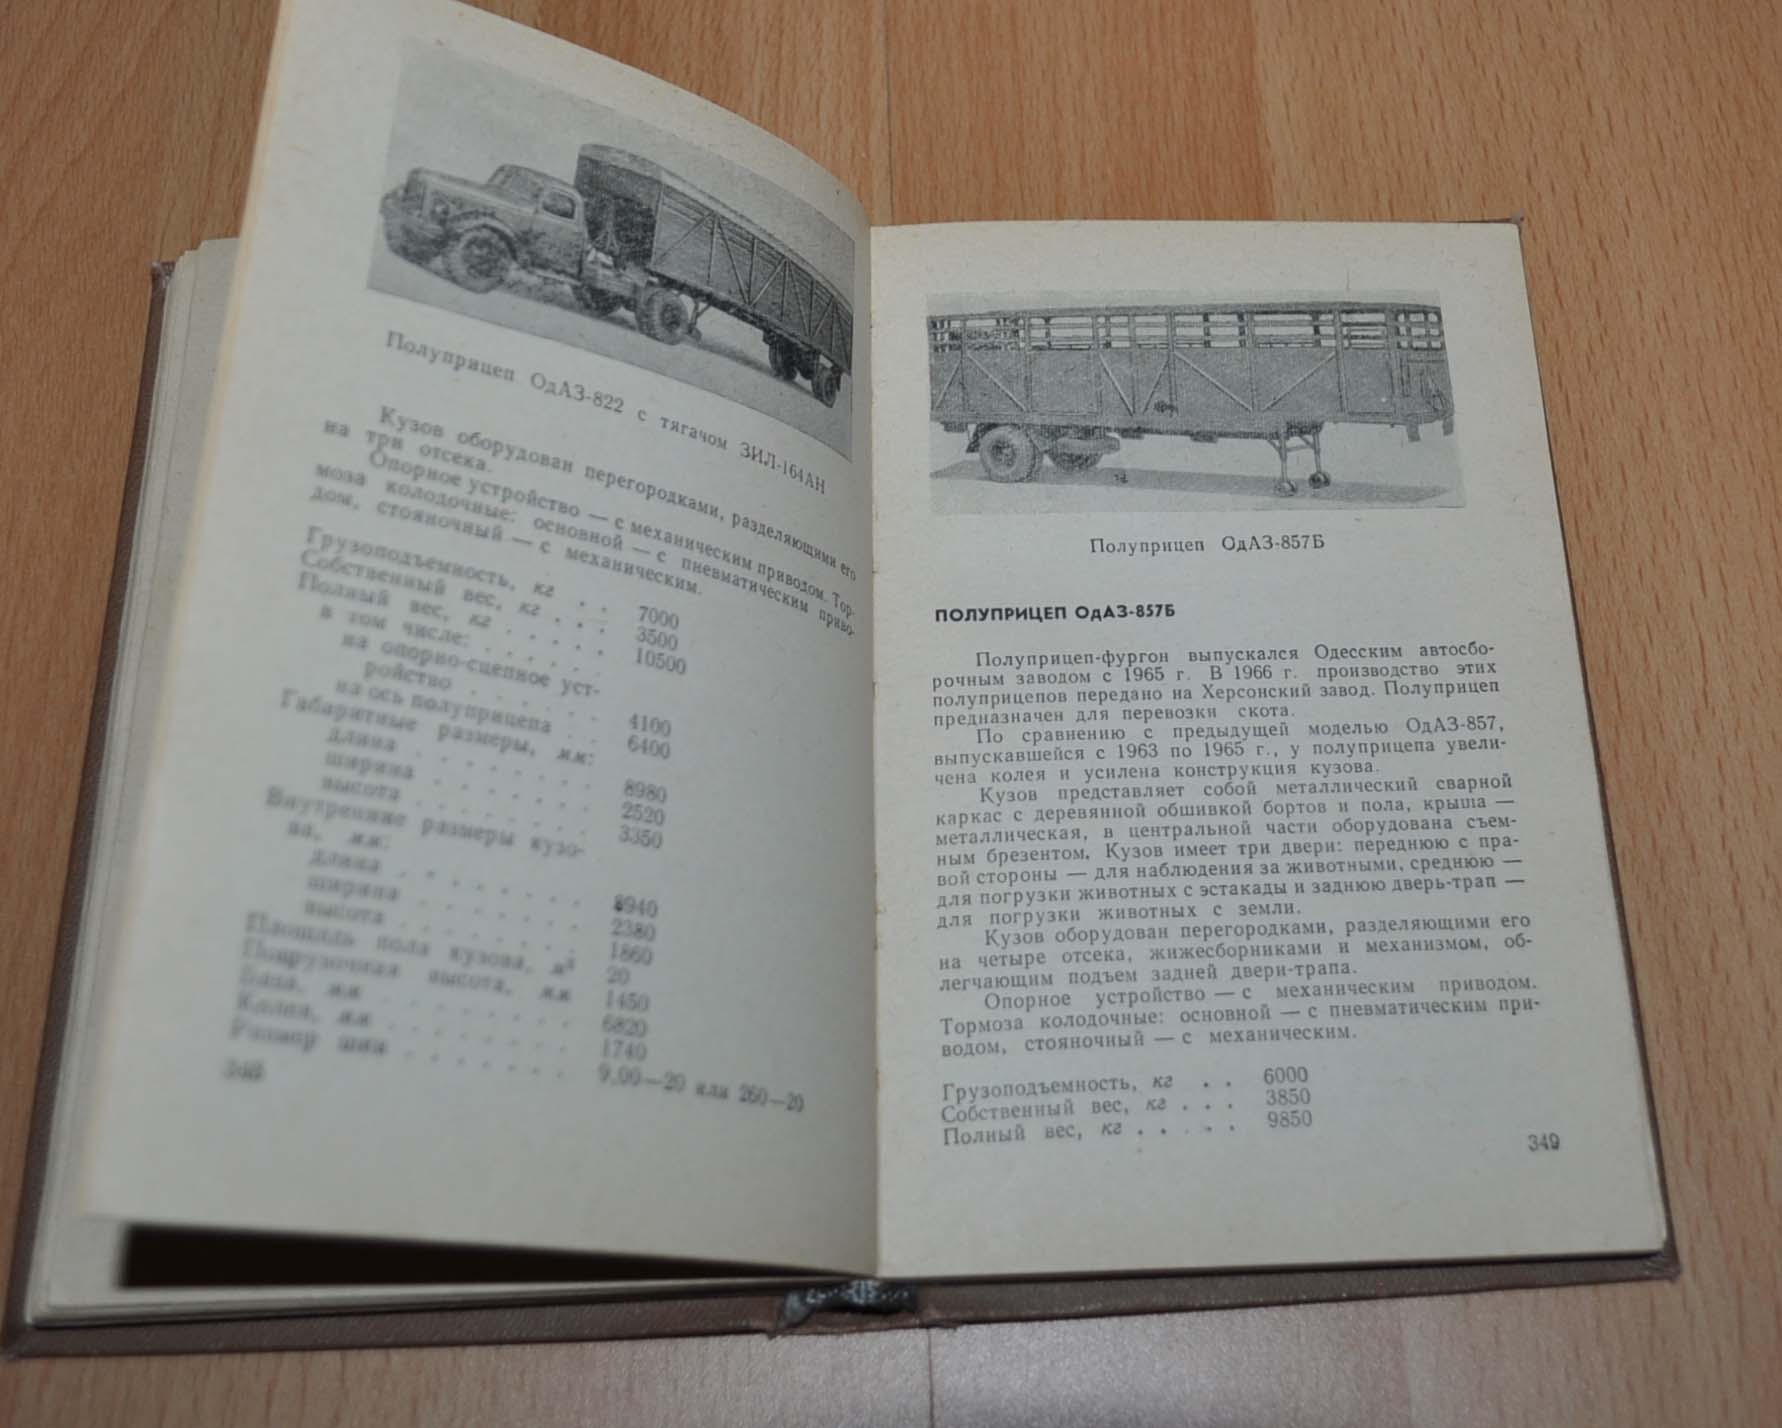 Полуприцеп ОдАЗ-822 с тягачом ЗИЛ-164АН
Кузов оборудован перегородками, разделяющими его
на три отсека.
Опорное устройство — с механическим приводом. Тор-
моза колодочные: основной — с пневматическим приво-
дом, стояночный — с механическим.
Грузоподъемность, кг . . 7000
Собственный вес, кг . . . 3500
Полный вес, кг . . . . . 10500
в том числе:
на опорно-сцепное уст-
ройство . . . . . 4100
на ось полуприцепа . . 6400
Габаритные размеры, мм:
длина . . . . . . . 8980
ширина . . . . . . . 2520
высота . . . . . . . 3350
Внутренние размеры кузо-
ва, мм:
длина . . . . . . . 8940
ширина . . . . . . . 2380
высота . . . . . . . 1860
Площадь пола кузова, м² 20
Погрузочная высота, мм 1450
База, мм . . . . . . . 6820
Колея, мм . . . . . . . 1740
Размер шин . . . . . . 9.00—20 или 260—20
348
Полуприцеп ОдАЗ-857Б
ПОЛУПРИЦЕП ОдАЗ-857Б
Полуприцеп-фургон выпускался Одесским автосбо-
рочным заводом с 1965 г. В 1966 г. производство этих
полуприцепов передано на Херсонский завод. Полуприцеп
предназначен для перевозки скота.
По сравнению с предыдущей моделью ОдАЗ-857,
выпускавшейся с 1963 по 1965 г., у полуприцепа увели-
чена колея и усилена конструкция кузова.
Кузов представляет собой металлический сварной
каркас с деревянной обшивкой бортов и пола, крыша —
металлическая, в центральной части оборудована съем-
ным брезентом. Кузов имеет три двери: переднюю с пра-
вой стороны — для наблюдения за животными, среднюю —
для погрузки животных с эстакады и заднюю дверь-трап —
для погрузки животных с земли.
Кузов оборудован перегородками, разделяющими его
на четыре отсека, жижесборниками и механизмом, об-
легчающим подъем задней двери-трапа.
Опорное устройство — с механическим приводом.
Тормоза колодочные: основной — с пневматическим при-
водом, стояночный — с механическим.
Грузоподъемность, кг . . 6000
Собственный вес, кг . . . 3850
Полный вес, кг . . . . . 9850
349